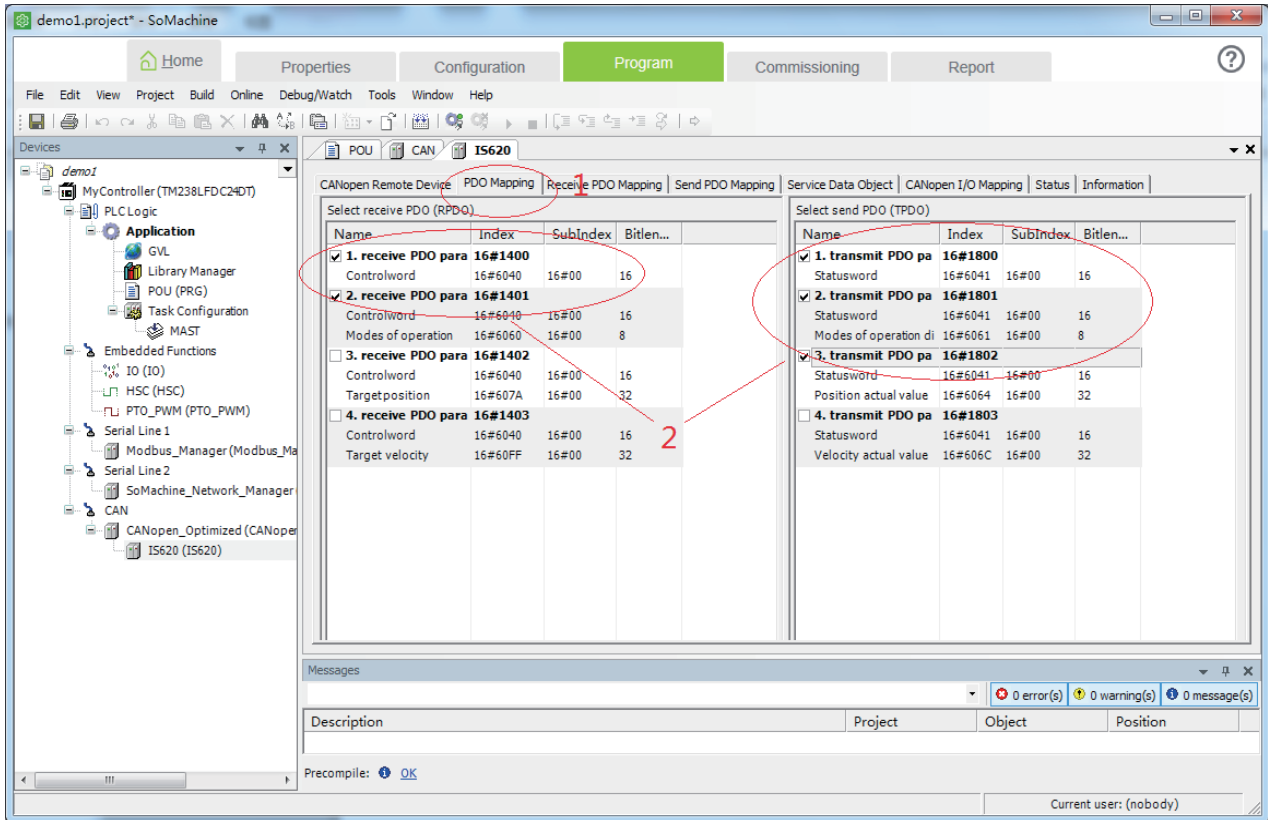 demo1.project* - SoMachine
Home Properties Configuration Program Commissioning Report ?
File Edit View Project Build Online Debug/Watch Tools Window Help
Devices
demo1
MyController (TM238LFDC24DT)
PLC Logic
Application
GVL
Library Manager
POU (PRG)
Task Configuration
MAST
Embedded Functions
IO (IO)
HSC (HSC)
PTO_PWM (PTO_PWM)
Serial Line 1
Modbus_Manager (Modbus_Ma
Serial Line 2
SoMachine_Network_Manager
CAN
CANopen_Optimized (CANoper
IS620 (IS620)
POU CAN IS620
1
CANopen Remote Device PDO Mapping Receive PDO Mapping Send PDO Mapping Service Data Object CANopen I/O Mapping Status Information
Select receive PDO (RPDO)
Name Index SubIndex Bitlen...
1. receive PDO para 16#1400
Controlword 16#6040 16#00 16
2. receive PDO para 16#1401
Controlword 16#6040 16#00 16
Modes of operation 16#6060 16#00 8
3. receive PDO para 16#1402
Controlword 16#6040 16#00 16
Target position 16#607A 16#00 32
4. receive PDO para 16#1403
Controlword 16#6040 16#00 16
Target velocity 16#60FF 16#00 32
2
Select send PDO (TPDO)
Name Index SubIndex Bitlen...
1. transmit PDO pa 16#1800
Statusword 16#6041 16#00 16
2. transmit PDO pa 16#1801
Statusword 16#6041 16#00 16
Modes of operation di 16#6061 16#00 8
3. transmit PDO pa 16#1802
Statusword 16#6041 16#00 16
Position actual value 16#6064 16#00 32
4. transmit PDO pa 16#1803
Statusword 16#6041 16#00 16
Velocity actual value 16#606C 16#00 32
Messages
0 error(s) 0 warning(s) 0 message(s)
Description Project Object Position
Precompile: OK
Current user: (nobody)